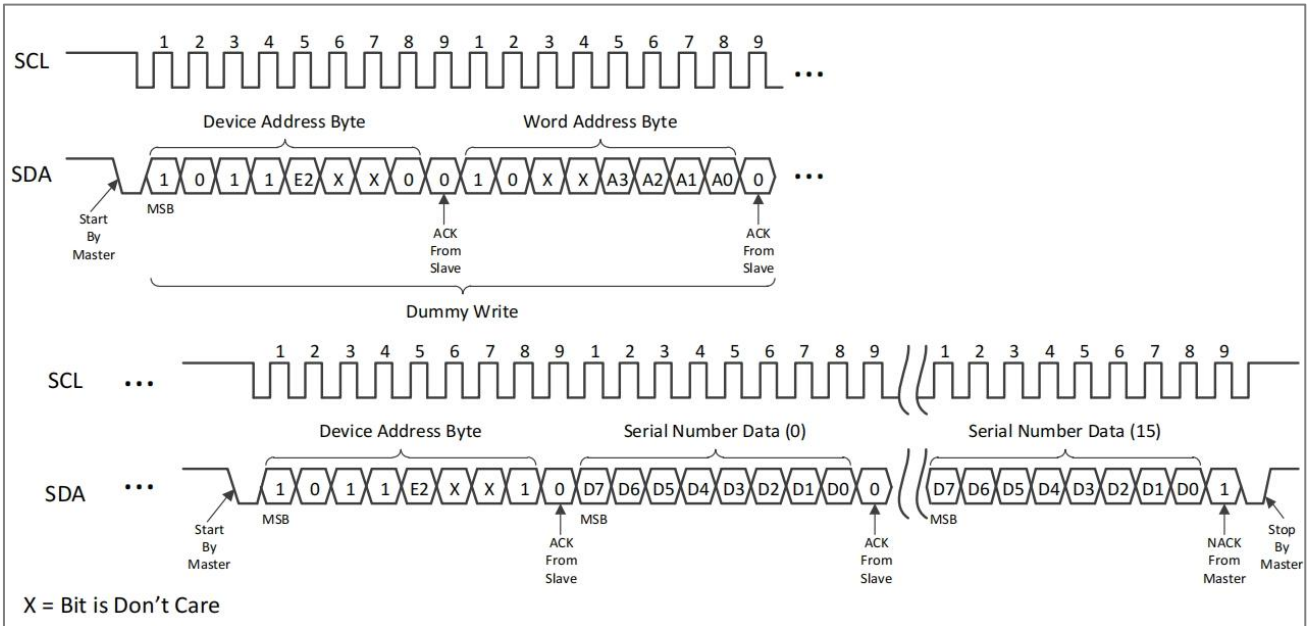 1 2 3 4 5 6 7 8 9 1 2 3 4 5 6 7 8 9
SCL
...
Device Address Byte Word Address Byte
SDA
1 0 1 1 E2 X X 0 0 1 0 X X A3 A2 A1 A0 0
...
MSB
Start
By
Master
ACK
From
Slave
ACK
From
Slave
Dummy Write
1 2 3 4 5 6 7 8 9 1 2 3 4 5 6 7 8 9 1 2 3 4 5 6 7 8 9
SCL
...
Device Address Byte Serial Number Data (0) Serial Number Data (15)
SDA
...
1 0 1 1 E2 X X 1 0 D7 D6 D5 D4 D3 D2 D1 D0 0 D7 D6 D5 D4 D3 D2 D1 D0 1
MSB MSB MSB
Start
By
Master
ACK
From
Slave
ACK
From
Slave
NACK
From
Master
Stop
By
Master
X = Bit is Don't Care